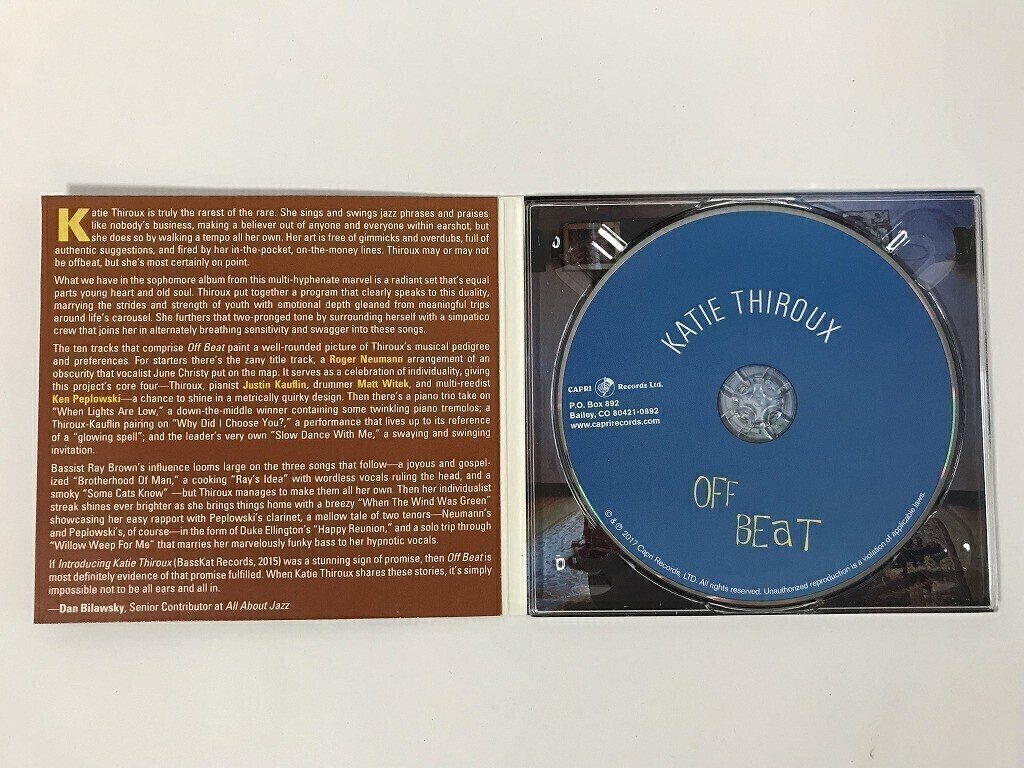 Katie Thiroux is truly the rarest of the rare. She sings and swings jazz phrases and praises
like nobody's business, making a believer out of anyone and everyone within earshot, but
she does so by walking a tempo all her own. Her art is free of gimmicks and overdubs, full of
authentic suggestions, and fired by her in-the-pocket, on-the-money lines. Thiroux may or may not
be offbeat, but she's most certainly on point.
What we have in the sophomore album from this multi-hyphenate marvel is a radiant set that's equal
parts young heart and old soul. Thiroux put together a program that clearly speaks to this duality,
marrying the strides and strength of youth with emotional depth gleaned from meaningful trips
around life's carousel. She furthers that two-pronged tone by surrounding herself with a simpatico
crew that joins her in alternately breathing sensitivity and swagger into these songs.
The ten tracks that comprise Off Beat paint a well-rounded picture of Thiroux's musical pedigree
and preferences. For starters there's the zany title track, a Roger Neumann arrangement of an
obscurity that vocalist June Christy put on the map. It serves as a celebration of individuality, giving
this project's core four—Thiroux, pianist Justin Kauflin, drummer Matt Witek, and multi-reedist
Ken Peplowski—a chance to shine in a metrically quirky design. Then there's a piano trio take on
"When Lights Are Low," a down-the-middle winner containing some twinkling piano tremolos; a
Thiroux-Kauflin pairing on "Why Did I Choose You?," a performance that lives up to its reference
of a "glowing spell"; and the leader's very own "Slow Dance With Me," a swaying and swinging
invitation.
Bassist Ray Brown's influence looms large on the three songs that follow—a joyous and gospel-
ized "Brotherhood Of Man," a cooking "Ray's Idea" with wordless vocals ruling the head, and a
smoky "Some Cats Know" —but Thiroux manages to make them all her own. Then her individualist
streak shines ever brighter as she brings things home with a breezy "When The Wind Was Green"
showcasing her easy rapport with Peplowski's clarinet, a mellow tale of two tenors—Neumann's
and Peplowski's, of course—in the form of Duke Ellington's "Happy Reunion," and a solo trip through
"Willow Weep For Me" that marries her marvelously funky bass to her hypnotic vocals.
If Introducing Katie Thiroux (BassKat Records, 2015) was a stunning sign of promise, then Off Beat is
most definitely evidence of that promise fulfilled. When Katie Thiroux shares these stories, it's simply
impossible not to be all ears and all in.
—Dan Bilawsky, Senior Contributor at All About Jazz
KATIE THIROUX
CAPRI Records Ltd.
P.O. Box 892
Bailey, CO 80421-0892
www.caprirecords.com
OFF
BEaT
© & ℗ 2017 Capri Records, LTD. All rights reserved. Unauthorized reproduction is a violation of applicable laws.